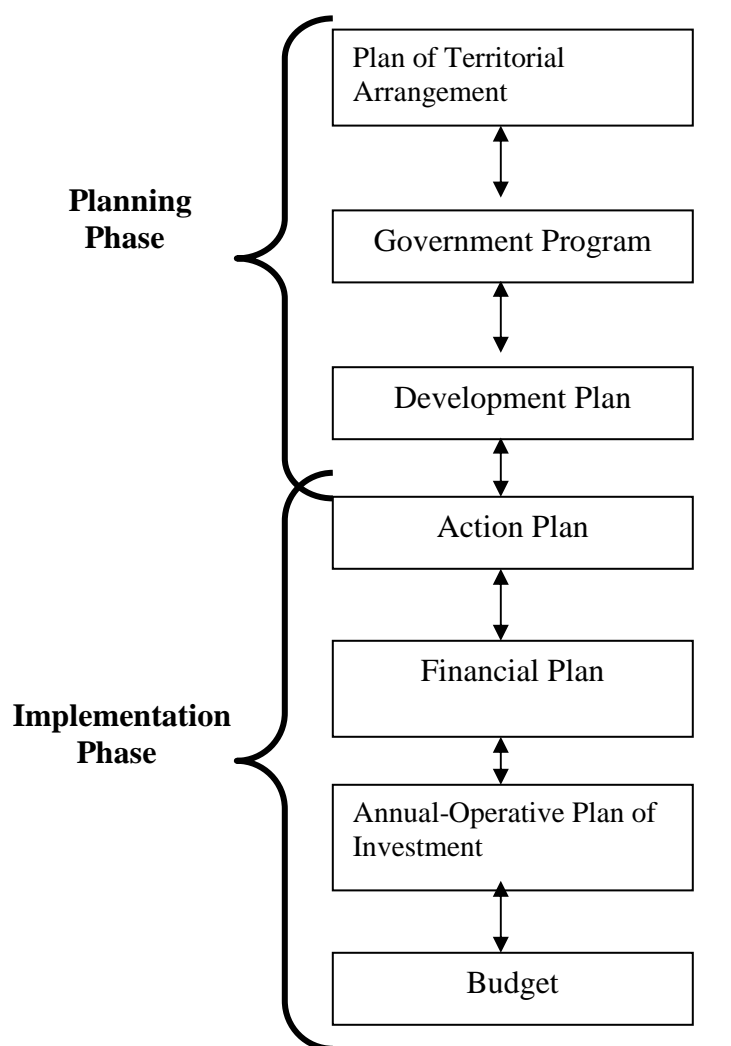 Plan of Territorial
Arrangement
Planning
Phase
Government Program
Development Plan
Action Plan
Financial Plan
Implementation
Phase
Annual-Operative Plan of
Investment
Budget